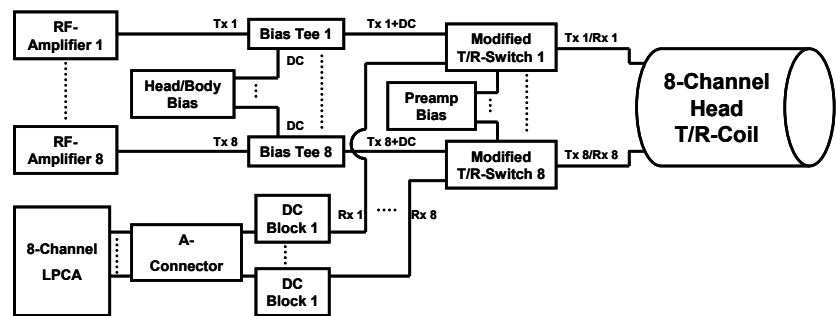 RF-
Amplifier 1
Tx 1
Bias Tee 1
Tx 1+DC
Modified
T/R-Switch 1
Tx 1/Rx 1
DC
Head/Body
Bias
Preamp
Bias
8-Channel
Head
T/R-Coil
DC
RF-
Amplifier 8
Tx 8
Bias Tee 8
Tx 8+DC
Modified
T/R-Switch 8
Tx 8/Rx 8
8-Channel
LPCA
A-
Connector
DC
Block 1
Rx 1
Rx 8
DC
Block 1